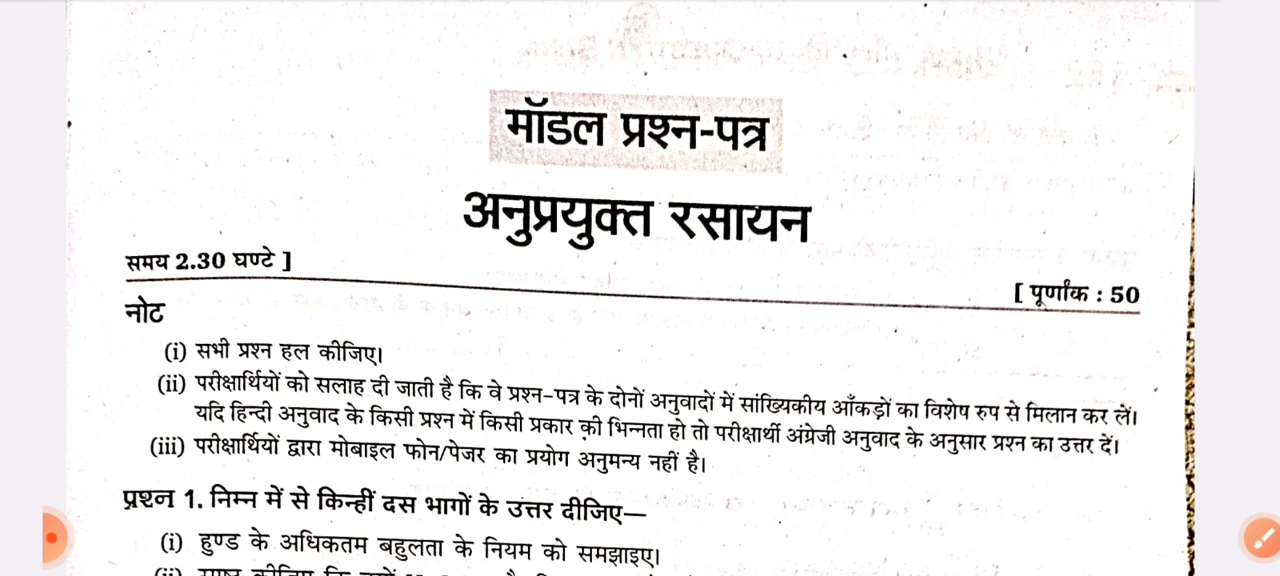 मॉडल प्रश्न-पत्र
अनुप्रयुक्त रसायन
समय 2.30 घण्टे ]
[ पूर्णांक : 50
नोट
(i) सभी प्रश्न हल कीजिए।
(ii) परीक्षार्थियों को सलाह दी जाती है कि वे प्रश्न-पत्र के दोनों अनुवादों में सांख्यिकीय आँकड़ों का विशेष रुप से मिलान कर लें।
यदि हिन्दी अनुवाद के किसी प्रश्न में किसी प्रकार की भिन्नता हो तो परीक्षार्थी अंग्रेजी अनुवाद के अनुसार प्रश्न का उत्तर दें।
(iii) परीक्षार्थियों द्वारा मोबाइल फोन/पेजर का प्रयोग अनुमन्य नहीं है।
प्रश्न 1. निम्न में से किन्हीं दस भागों के उत्तर दीजिए—
(i) हुण्ड के अधिकतम बहुलता के नियम को समझाइए।
(ii)